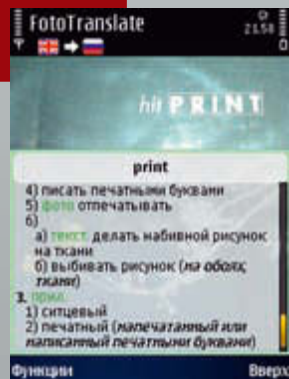 FotoTranslate
21:50
hit PRINT
print
4) писать печатными буквами
5) фото отпечатывать
6)
а) текст. делать набивной рисунок
на ткани
б) выбивать рисунок (на обоях,
ткани)
3. прил.
1) ситцевый
2) печатный (напечатанный или
написанный печатными буквами)
Функции
Вверх